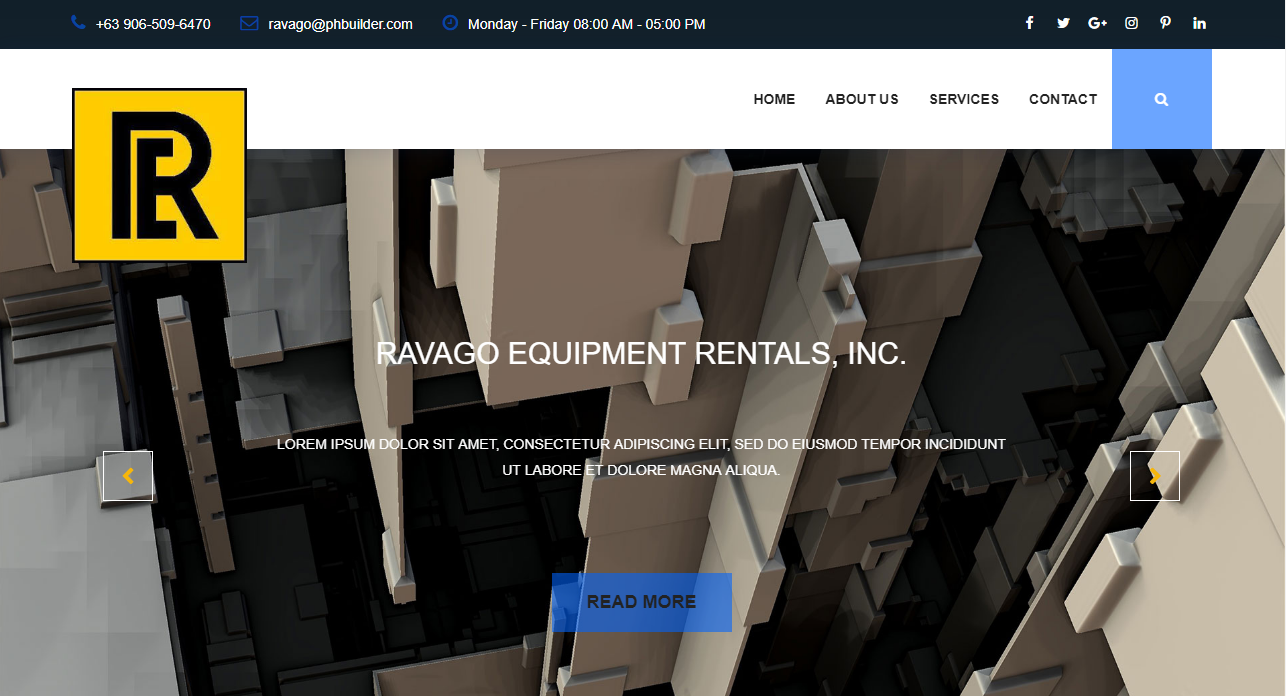 +63 906-509-6470 ravago@phbuilder.com Monday - Friday 08:00 AM - 05:00 PM
HOME ABOUT US SERVICES CONTACT
RAVAGO EQUIPMENT RENTALS, INC.
LOREM IPSUM DOLOR SIT AMET, CONSECTETUR ADIPISCING ELIT, SED DO EIUSMOD TEMPOR INCIDIDUNT
UT LABORE ET DOLORE MAGNA ALIQUA.
READ MORE